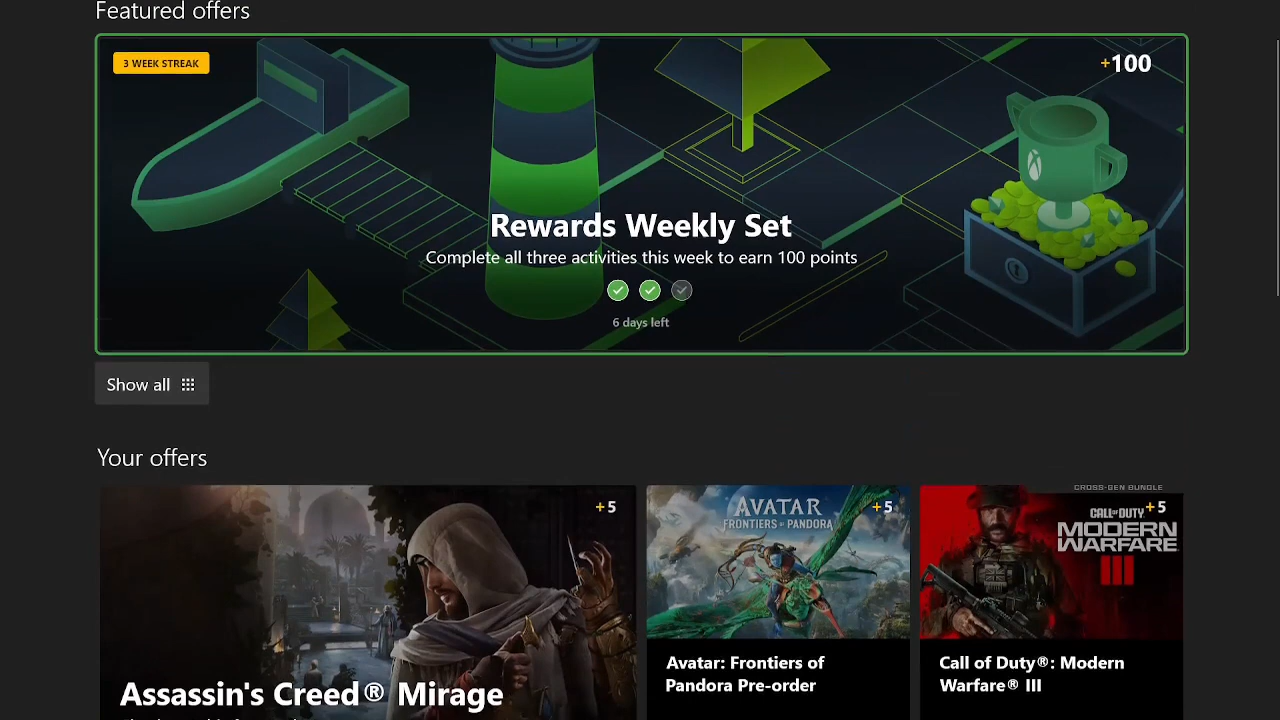 Featured offers
3 WEEK STREAK
+100
Rewards Weekly Set
Complete all three activities this week to earn 100 points
6 days left
Show all
Your offers
+5
Assassin's Creed® Mirage
+5
AVATAR
FRONTIERS OF PANDORA
Avatar: Frontiers of
Pandora Pre-order
CROSS-GEN BUNDLE
+5
CALL OF DUTY
MODERN
WARFARE
III
Call of Duty®: Modern
Warfare® III